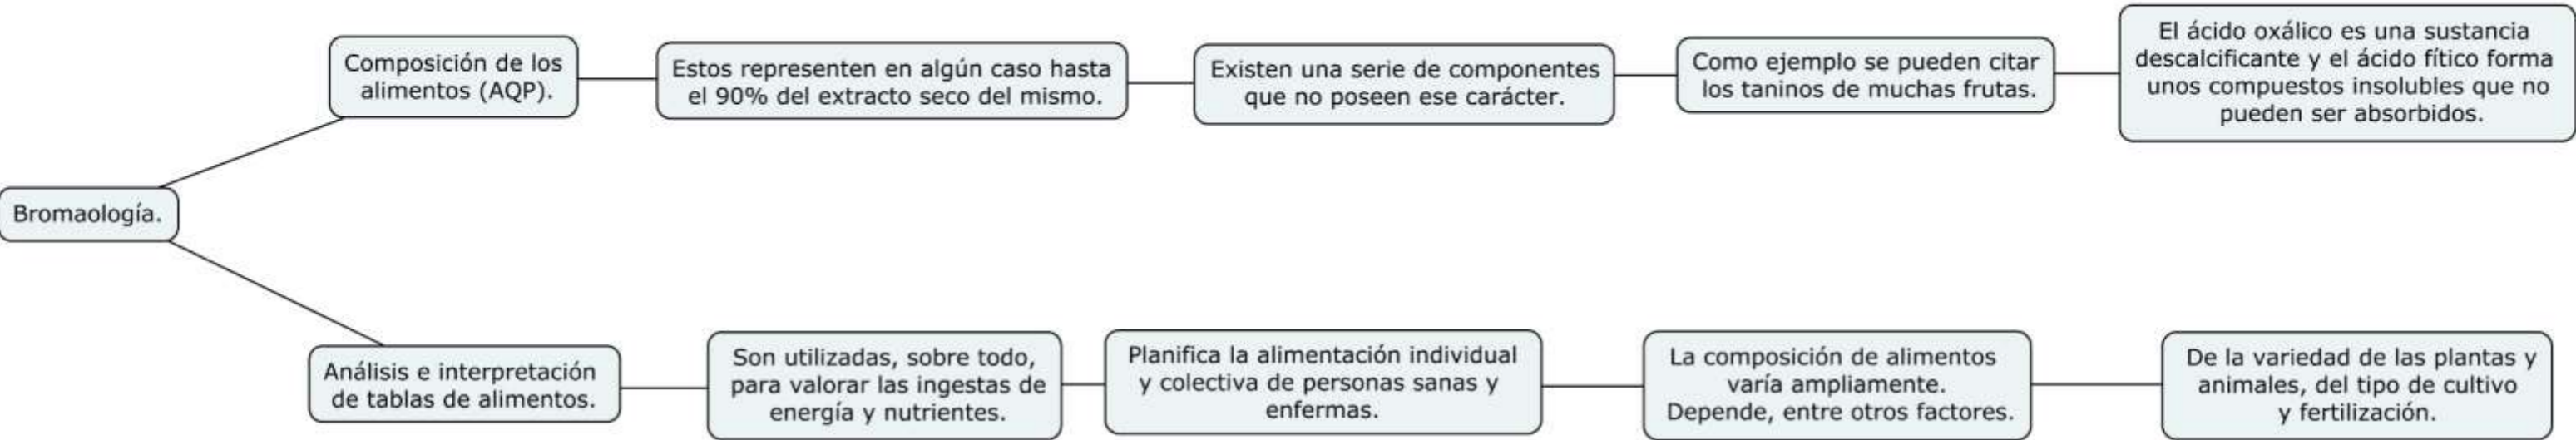 Bromaología.
Composición de los
alimentos (AQP).
Estos representen en algún caso hasta
el 90% del extracto seco del mismo.
Existen una serie de componentes
que no poseen ese carácter.
Como ejemplo se pueden citar
los taninos de muchas frutas.
El ácido oxálico es una sustancia
descalcificante y el ácido fítico forma
unos compuestos insolubles que no
pueden ser absorbidos.
Análisis e interpretación
de tablas de alimentos.
Son utilizadas, sobre todo,
para valorar las ingestas de
energía y nutrientes.
Planifica la alimentación individual
y colectiva de personas sanas y
enfermas.
La composición de alimentos
varía ampliamente.
Depende, entre otros factores.
De la variedad de las plantas y
animales, del tipo de cultivo
y fertilización.